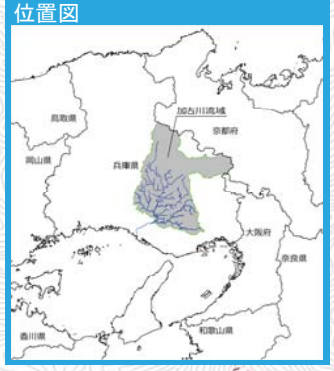 位置図
鳥取県
加古川流域
京都府
岡山県
兵庫県
大阪府
奈良県
和歌山県
香川県